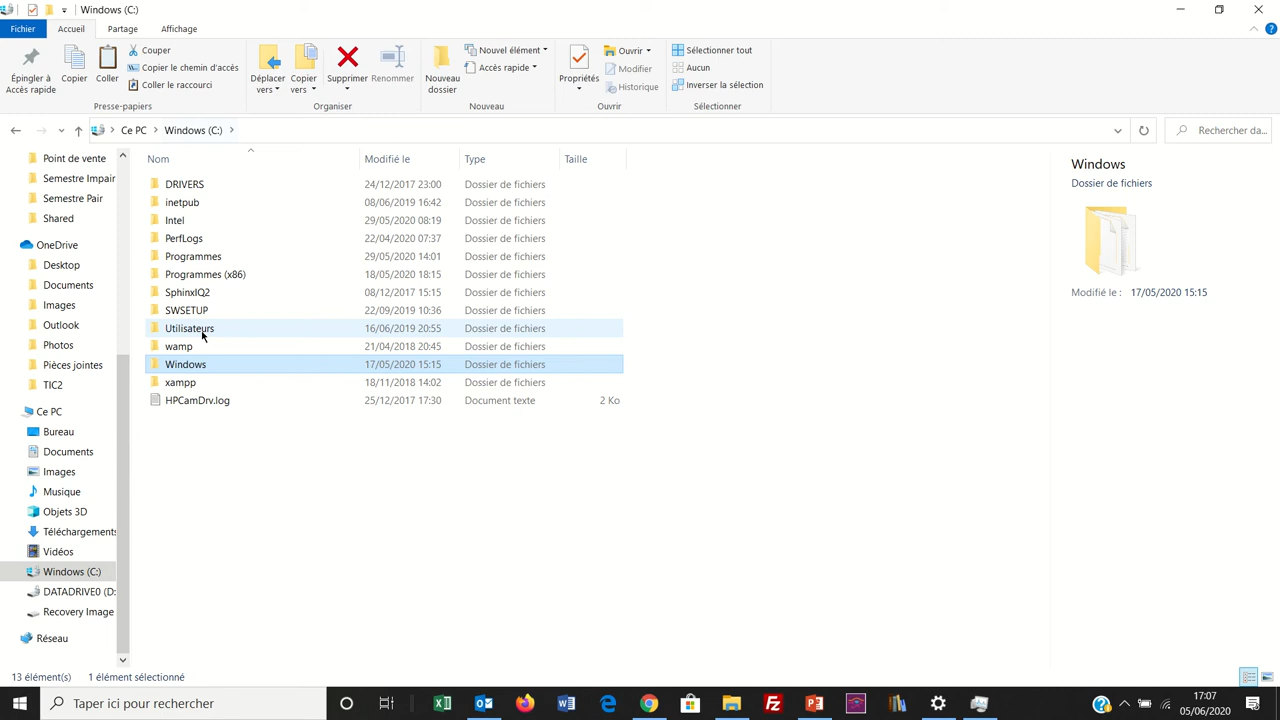 Windows (C:)
Fichier Accueil Partage Affichage
Épingler à Accès rapide
Copier
Coller
Couper
Copier le chemin d'accès
Coller le raccourci
Presse-papiers
Déplacer vers
Copier vers
Supprimer
Renommer
Organiser
Nouveau dossier
Nouvel élément
Accès rapide
Nouveau
Propriétés
Ouvrir
Modifier
Historique
Ouvrir
Sélectionner tout
Aucun
Inverser la sélection
Sélectionner
Ce PC > Windows (C:) >
Rechercher da...
Point de vente
Semestre Impair
Semestre Pair
Shared
OneDrive
Desktop
Documents
Images
Outlook
Photos
Pièces jointes
TIC2
Ce PC
Bureau
Documents
Images
Musique
Objets 3D
Téléchargements
Vidéos
Windows (C:)
DATADRIVE0 (D:
Recovery Image
Réseau
Nom Modifié le Type Taille
DRIVERS 24/12/2017 23:00 Dossier de fichiers
inetpub 08/06/2019 16:42 Dossier de fichiers
Intel 29/05/2020 08:19 Dossier de fichiers
PerfLogs 22/04/2020 07:37 Dossier de fichiers
Programmes 29/05/2020 14:01 Dossier de fichiers
Programmes (x86) 18/05/2020 18:15 Dossier de fichiers
SphinxIQ2 08/12/2017 15:15 Dossier de fichiers
SWSETUP 22/09/2019 10:36 Dossier de fichiers
Utilisateurs 16/06/2019 20:55 Dossier de fichiers
wamp 21/04/2018 20:45 Dossier de fichiers
Windows 17/05/2020 15:15 Dossier de fichiers
xampp 18/11/2018 14:02 Dossier de fichiers
HPCamDrv.log 25/12/2017 17:30 Document texte 2 Ko
Windows
Dossier de fichiers
Modifié le : 17/05/2020 15:15
13 élément(s) 1 élément sélectionné
Taper ici pour rechercher
17:07
05/06/2020